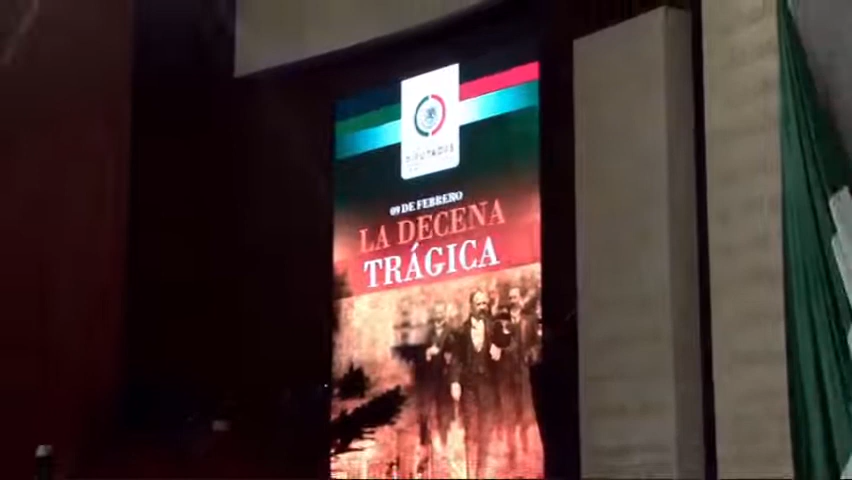 DIPUTADOS
09 DE FEBRERO
LA DECENA
TRÁGICA